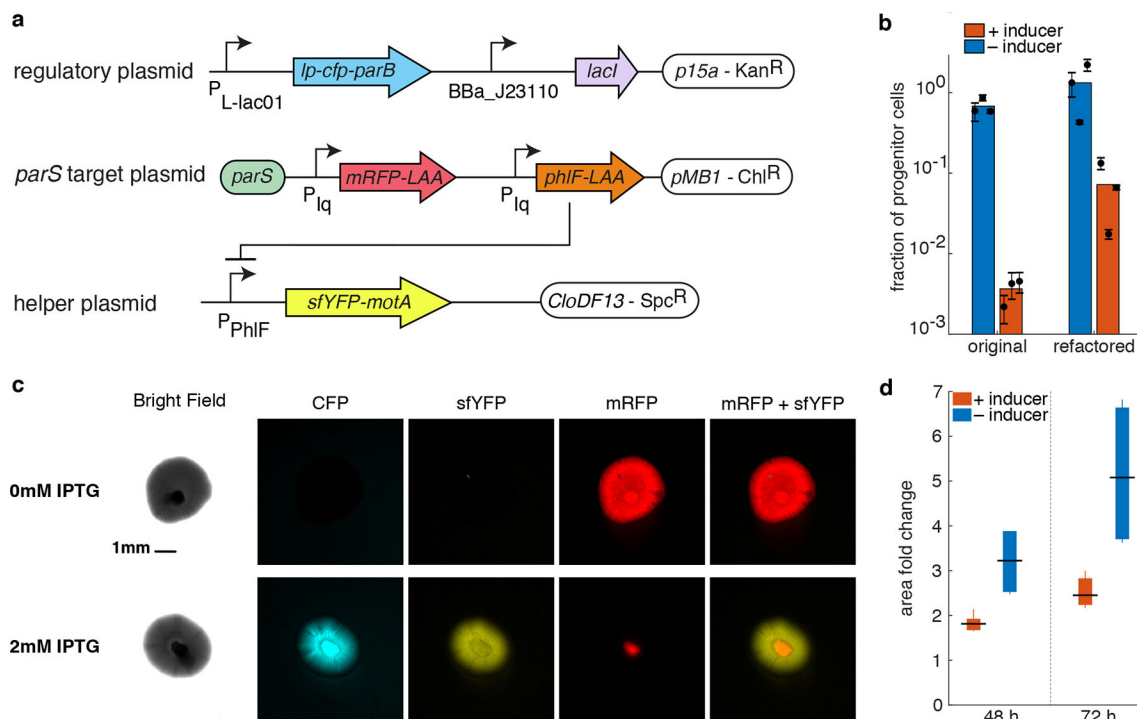 a
regulatory plasmid
P L-lac01
lp-cfp-parB
BBa_J23110
lacI
p15a - KanR
parS target plasmid
parS
PIq
mRFP-LAA
PIq
phlF-LAA
pMB1 - ChlR
helper plasmid
PPhlF
sfYFP-motA
CloDF13 - SpcR
b
+ inducer
– inducer
fraction of progenitor cells
10^0
10^-1
10^-2
10^-3
original
refactored
c
Bright Field
CFP
sfYFP
mRFP
mRFP + sfYFP
0mM IPTG
1mm
2mM IPTG
d
+ inducer
– inducer
area fold change
7
6
5
4
3
2
1
0
48 h
72 h